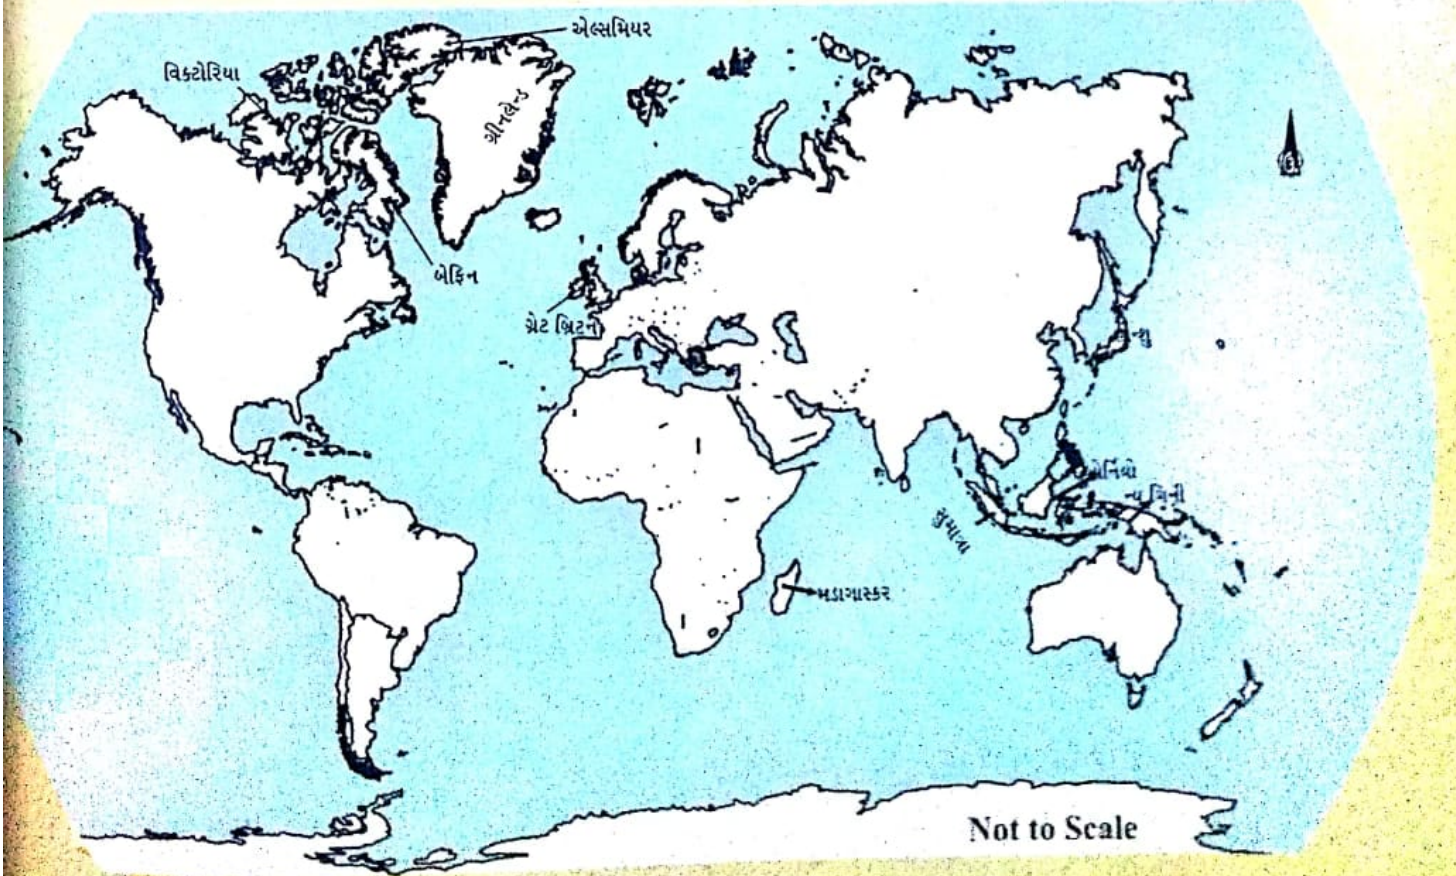 એલ્સમિયર
વિક્ટોરિયા
ગ્રીનલેન્ડ
બેફિન
ગ્રેટ બ્રિટન
સુમાત્રા
મડાગાસ્કર
Not to Scale